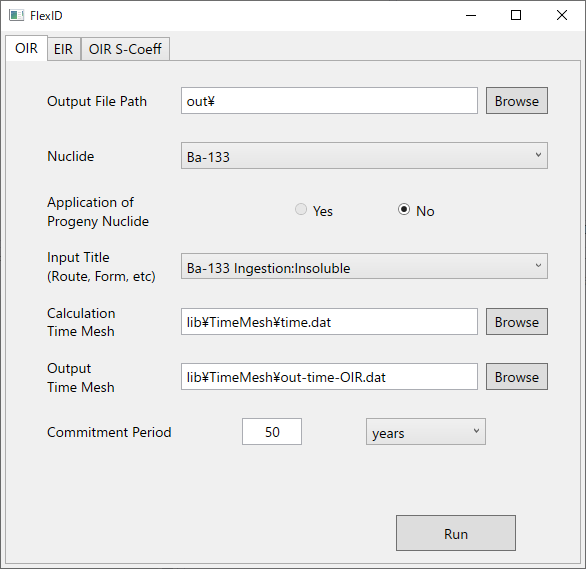 FlexID
OIR EIR OIR S-Coeff
Output File Path out¥ Browse
Nuclide Ba-133
Application of
Progeny Nuclide Yes No
Input Title
(Route, Form, etc) Ba-133 Ingestion:Insoluble
Calculation
Time Mesh lib¥TimeMesh¥time.dat Browse
Output
Time Mesh lib¥TimeMesh¥out-time-OIR.dat Browse
Commitment Period 50 years
Run